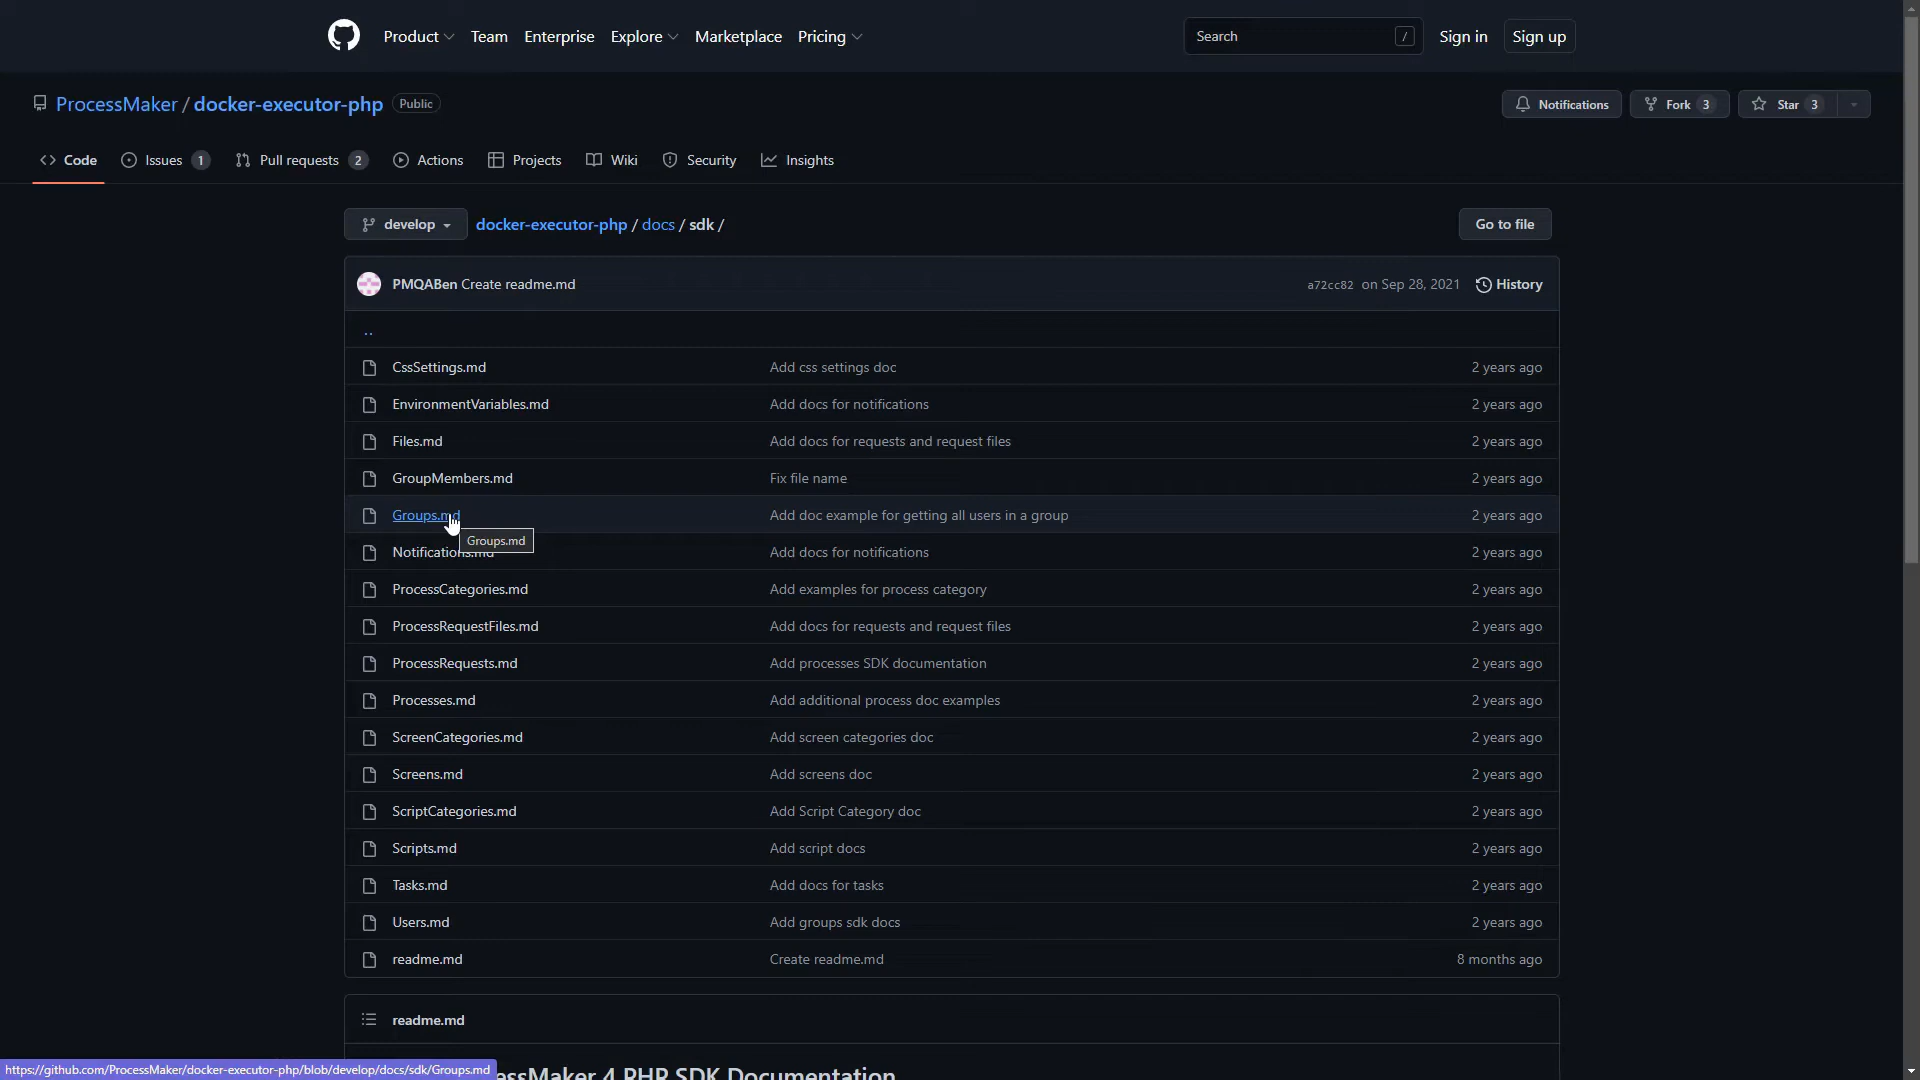 Product Team Enterprise Explore Marketplace Pricing Search / Sign in Sign up
ProcessMaker / docker-executor-php Public Notifications Fork 3 Star 3
Code Issues 1 Pull requests 2 Actions Projects Wiki Security Insights
develop docker-executor-php / docs / sdk / Go to file
PMQABen Create readme.md a72cc82 on Sep 28, 2021 History
..
CssSettings.md Add css settings doc 2 years ago
EnvironmentVariables.md Add docs for notifications 2 years ago
Files.md Add docs for requests and request files 2 years ago
GroupMembers.md Fix file name 2 years ago
Groups.md Add doc example for getting all users in a group 2 years ago
Groups.md
Notifications.md Add docs for notifications 2 years ago
ProcessCategories.md Add examples for process category 2 years ago
ProcessRequestFiles.md Add docs for requests and request files 2 years ago
ProcessRequests.md Add processes SDK documentation 2 years ago
Processes.md Add additional process doc examples 2 years ago
ScreenCategories.md Add screen categories doc 2 years ago
Screens.md Add screens doc 2 years ago
ScriptCategories.md Add Script Category doc 2 years ago
Scripts.md Add script docs 2 years ago
Tasks.md Add docs for tasks 2 years ago
Users.md Add groups sdk docs 2 years ago
readme.md Create readme.md 8 months ago
readme.md
https://github.com/ProcessMaker/docker-executor-php/blob/develop/docs/sdk/Groups.md essMaker 4 PHP SDK Documentation